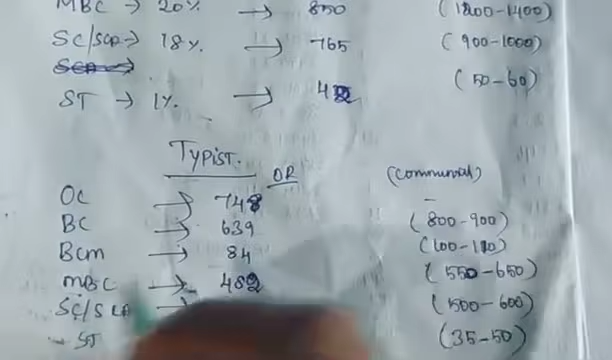 MBC → 20% → 850 (1200-1400)
SC/SCA → 18% → 765 (900-1000)
SCA →
ST → 1% → 42 (50-60)
TYPIST.
OR (Communal)
OC → 748
BC → 639 (800-900)
BCM → 84 (100-110)
MBC → 482 (550-650)
SC/SCA → (500-600)
ST (35-50)